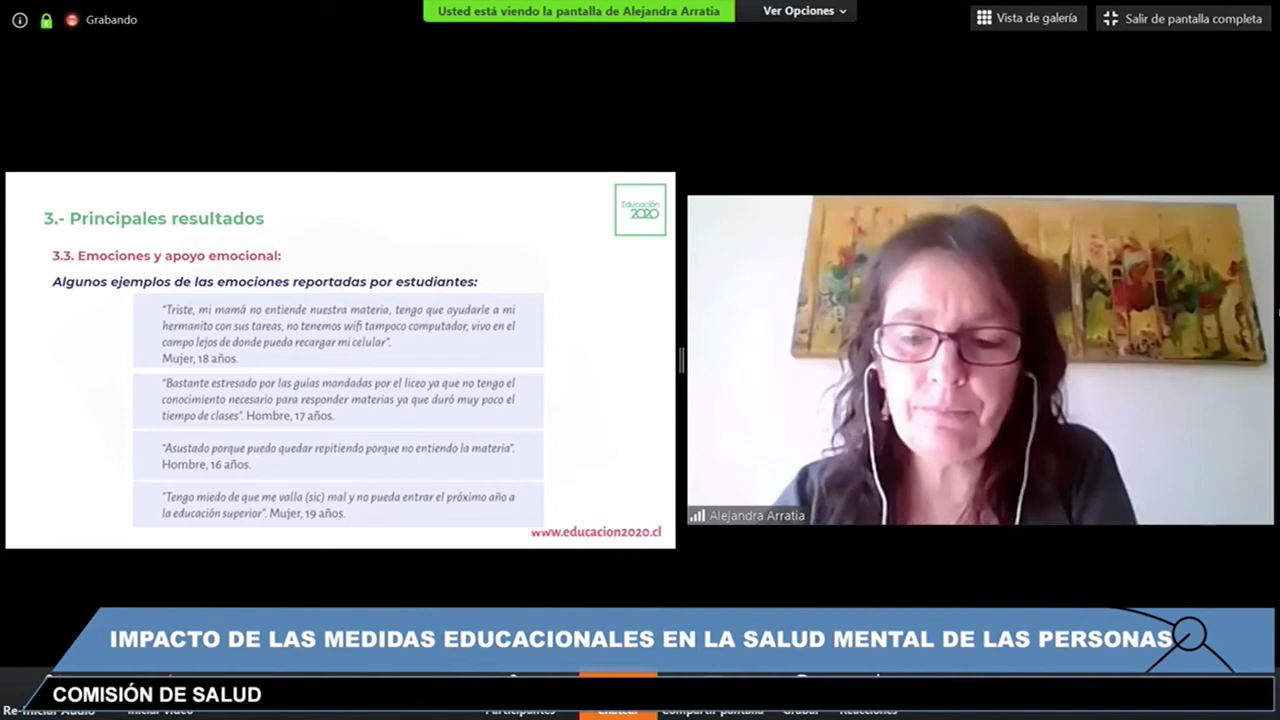 Grabando
Usted está viendo la pantalla de Alejandra Arratia
Ver Opciones
Vista de galería
Salir de pantalla completa
3.- Principales resultados
Educación
2020
3.3. Emociones y apoyo emocional:
Algunos ejemplos de las emociones reportadas por estudiantes:
"Triste, mi mamá no entiende nuestra materia, tengo que ayudarle a mi
hermanito con sus tareas, no tenemos wifi tampoco computador, vivo en el
campo lejos de donde pueda recargar mi celular".
Mujer, 18 años.
"Bastante estresado por las guías mandadas por el liceo ya que no tengo el
conocimiento necesario para responder materias ya que duró muy poco el
tiempo de clases". Hombre, 17 años.
"Asustado porque puedo quedar repitiendo porque no entiendo la materia".
Hombre, 16 años.
"Tengo miedo de que me valla (sic) mal y no pueda entrar el próximo año a
la educación superior". Mujer, 19 años.
www.educacion2020.cl
Alejandra Arratia
IMPACTO DE LAS MEDIDAS EDUCACIONALES EN LA SALUD MENTAL DE LAS PERSONAS
COMISIÓN DE SALUD